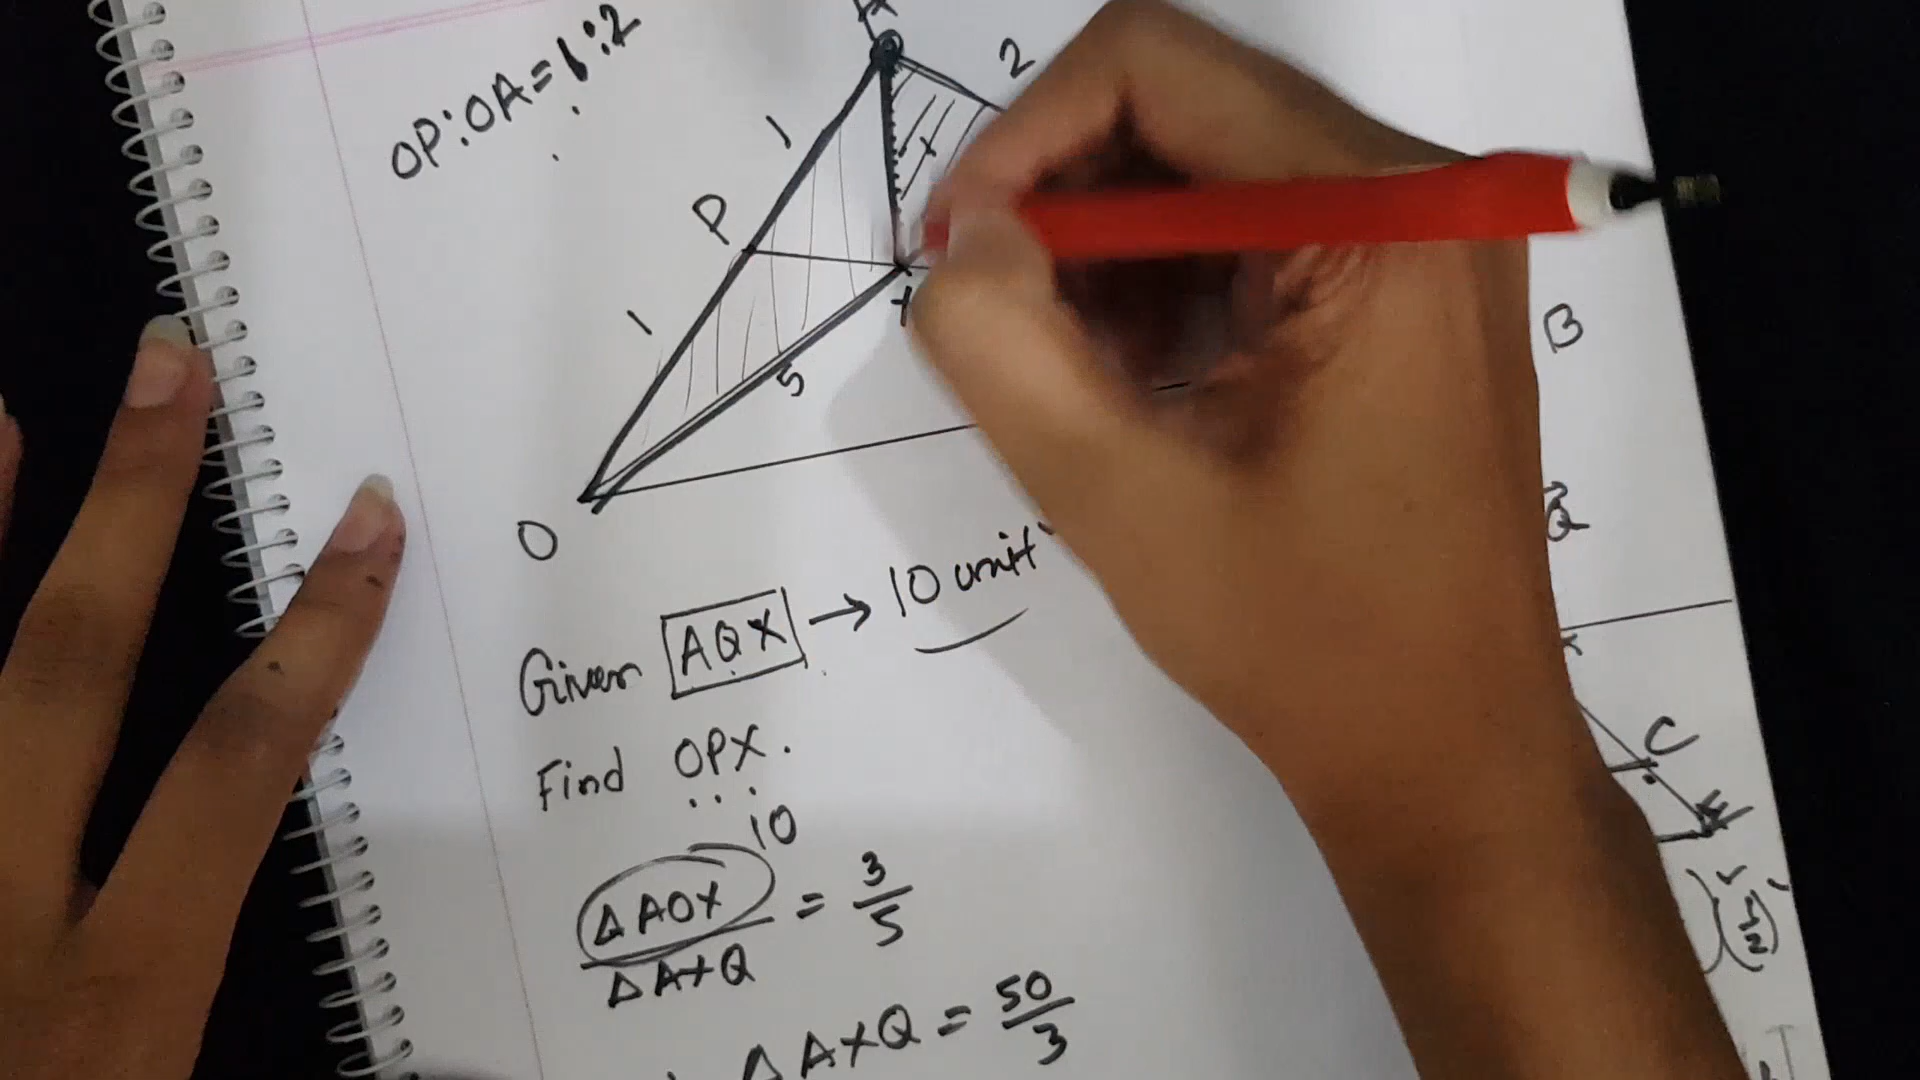 OP:OA = 1:2
2
1
P
1
5
B
O
Q
Given AQX → 10 unit
Find OPX.
C
10
ΔAOX / ΔAXQ = 3/5
ΔAXQ = 50/3